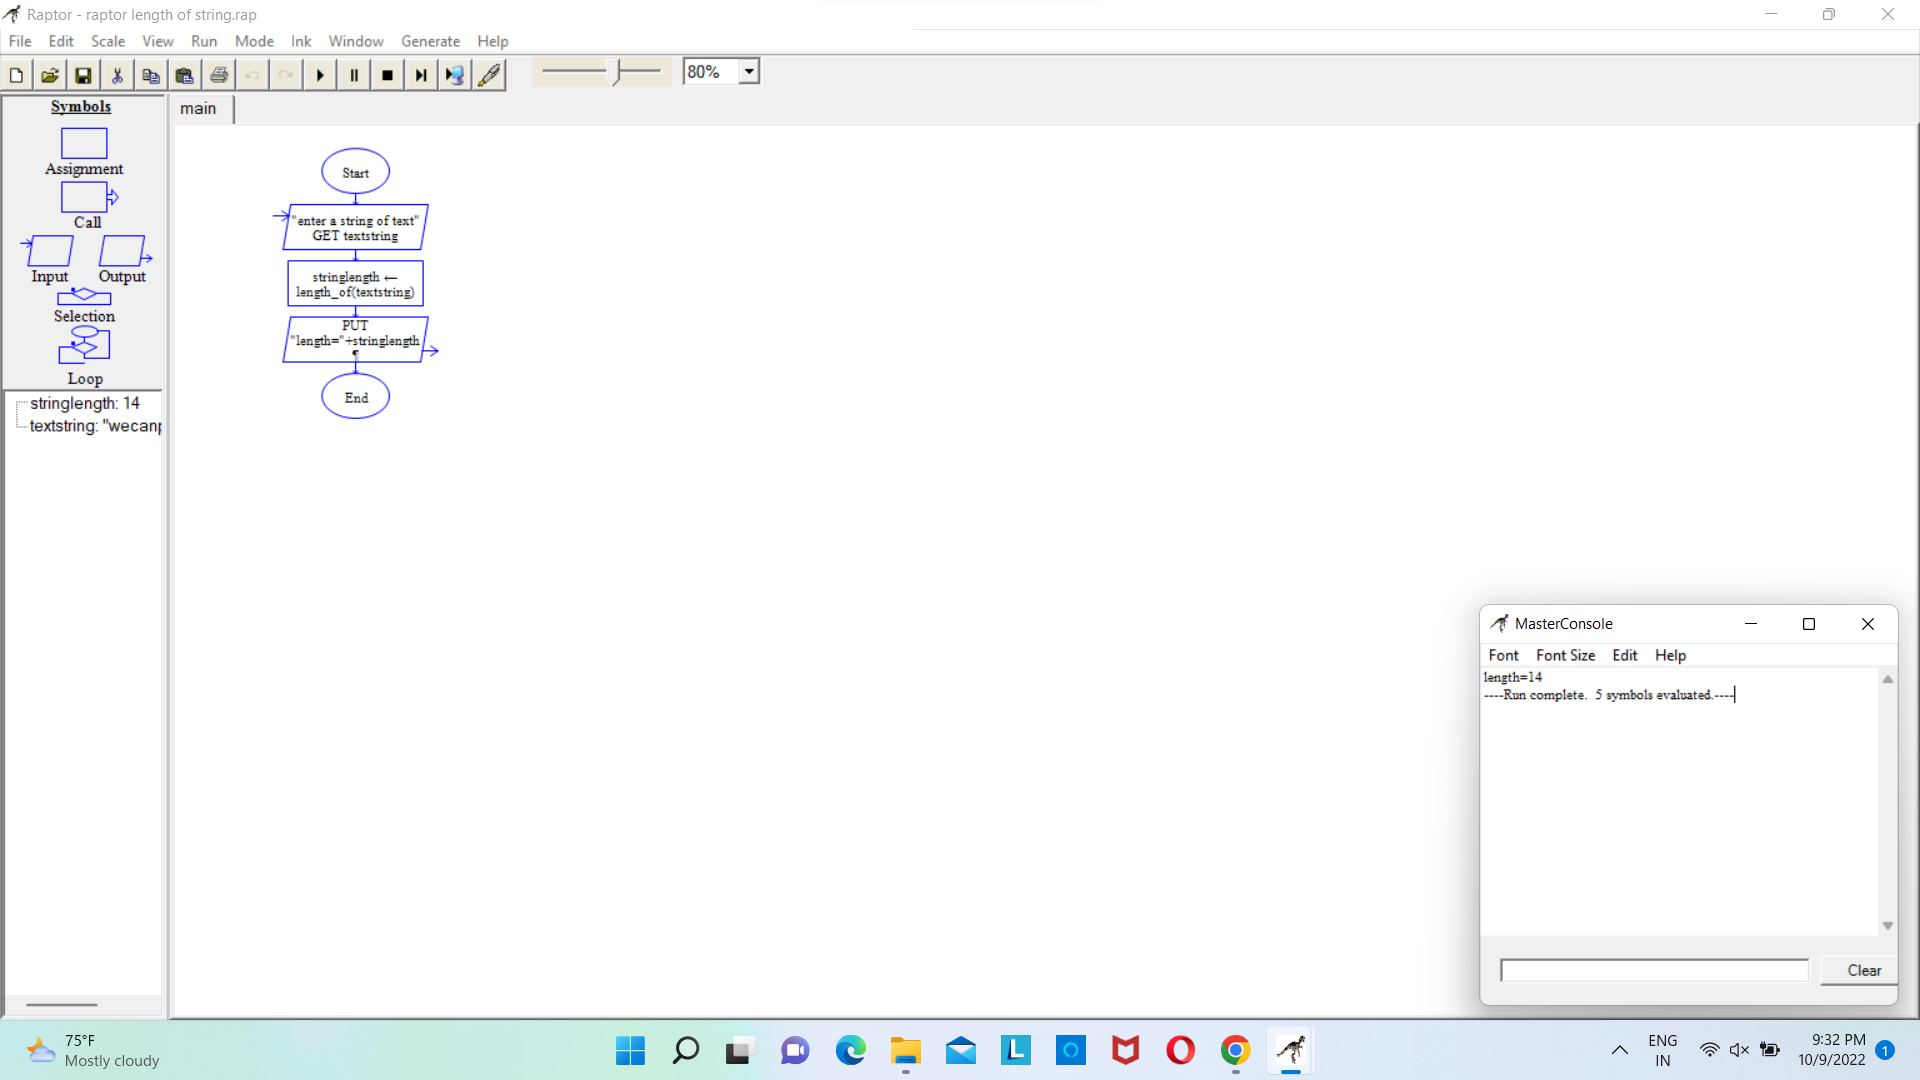 Raptor - raptor length of string.rap
File Edit Scale View Run Mode Ink Window Generate Help
80%
Symbols
main
Assignment
Call
Input Output
Selection
Loop
Start
"enter a string of text"
GET textstring
stringlength ←
length_of(textstring)
PUT
"length="+stringlength
¶
End
stringlength: 14
textstring: "wecanp
MasterConsole
Font Font Size Edit Help
length=14
----Run complete.  5 symbols evaluated.----
Clear
75°F
Mostly cloudy
ENG
IN
9:32 PM
10/9/2022
1